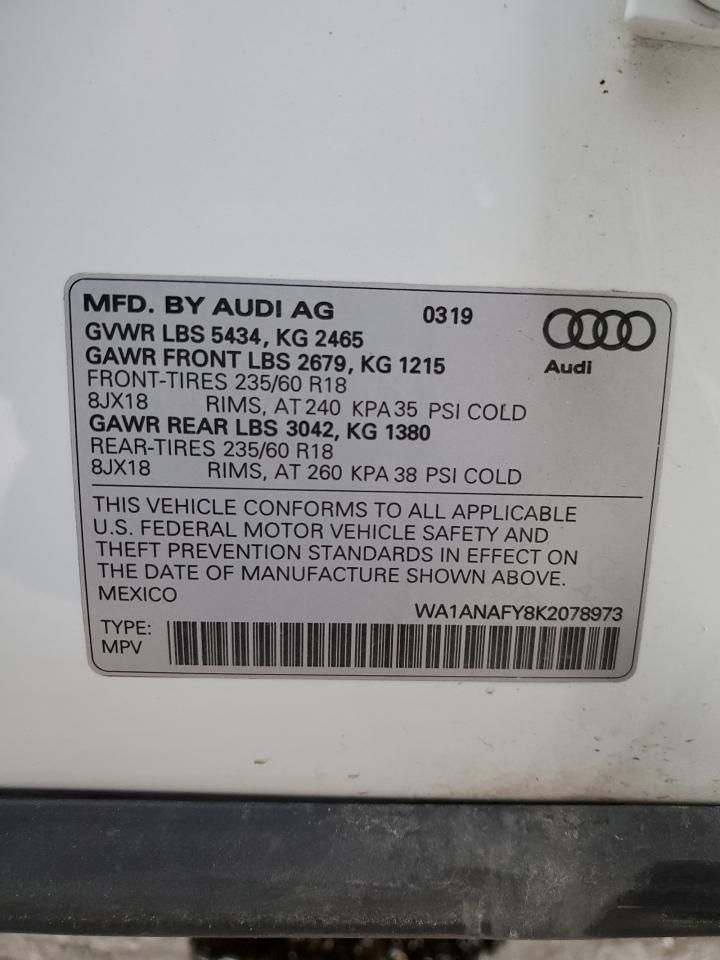 MFD. BY AUDI AG 0319
GVWR LBS 5434, KG 2465
GAWR FRONT LBS 2679, KG 1215
Audi
FRONT-TIRES 235/60 R18
8JX18 RIMS, AT 240 KPA 35 PSI COLD
GAWR REAR LBS 3042, KG 1380
REAR-TIRES 235/60 R18
8JX18 RIMS, AT 260 KPA 38 PSI COLD
THIS VEHICLE CONFORMS TO ALL APPLICABLE
U.S. FEDERAL MOTOR VEHICLE SAFETY AND
THEFT PREVENTION STANDARDS IN EFFECT ON
THE DATE OF MANUFACTURE SHOWN ABOVE.
MEXICO
WA1ANAFY8K2078973
TYPE:
MPV